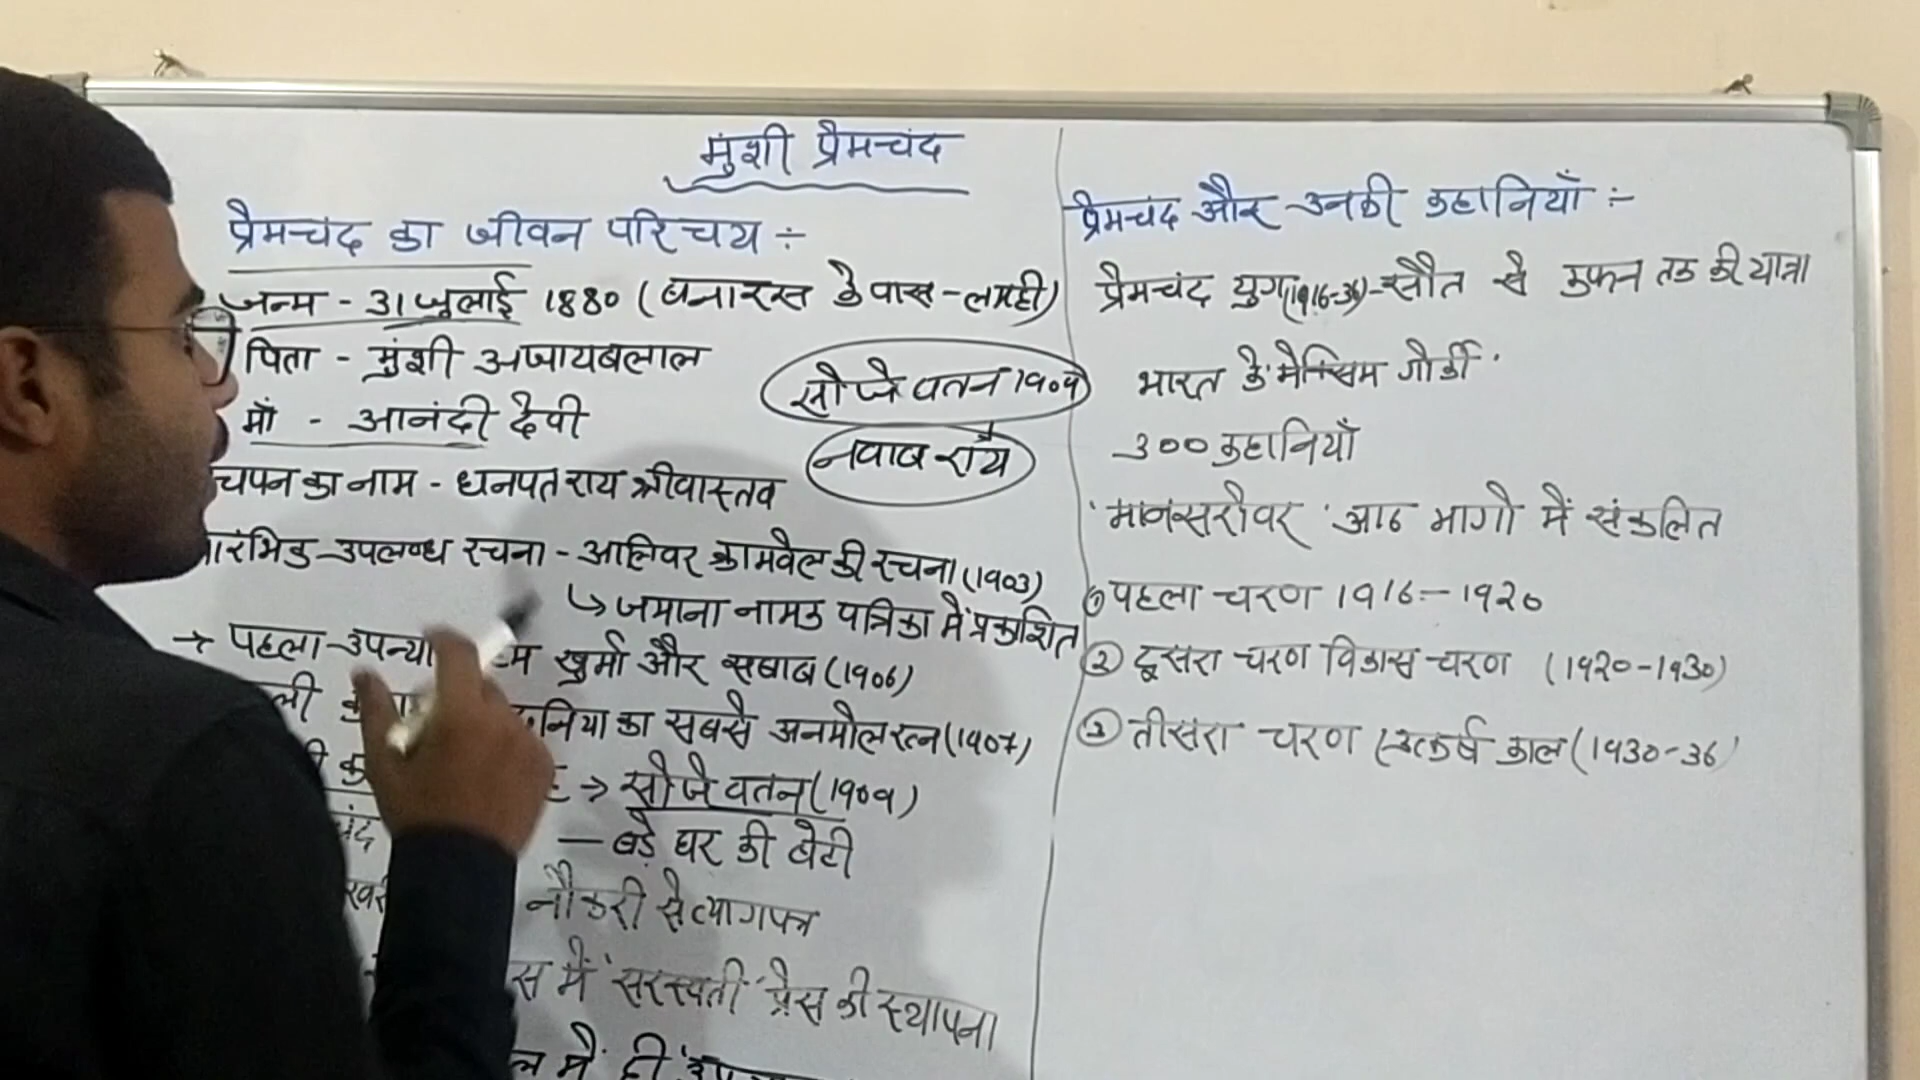 मुंशी प्रेमचंद
प्रेमचंद का जीवन परिचय ÷
जन्म - 31 जुलाई 1880 (बनारस के पास - लमही)
पिता - मुंशी अजायबलाल
माँ - आनंदी देवी
सोजे वतन 1909
नवाब राय
चपन का नाम - धनपत राय श्रीवास्तव
ारंभिक उपलब्ध रचना - आलिवर क्रामवेल की रचना (1903)
↳ जमाना नामक पत्रिका में प्रकाशित
→ पहला उपन्या म खुर्मा और सबाब (1906)
ली क निया का सबसे अनमोल रत्न (1907)
ी क → सोजे वतन (1909)
ंद — बड़े घर की बेटी
नौकरी से त्यागपत्र
स में 'सरस्वती' प्रेस की स्थापना
ल में ही
प्रेमचंद और उनकी कहानियाँ ÷
प्रेमचंद युग (1916-36) - सौत से कफन तक की यात्रा
भारत के मैक्सिम गोर्की
300 कहानियाँ
'मानसरोवर' आठ भागो में संकलित
① पहला चरण 1916 - 1920
② दूसरा चरण विकास चरण (1920-1930)
③ तीसरा चरण (उत्कर्ष काल (1930-36)